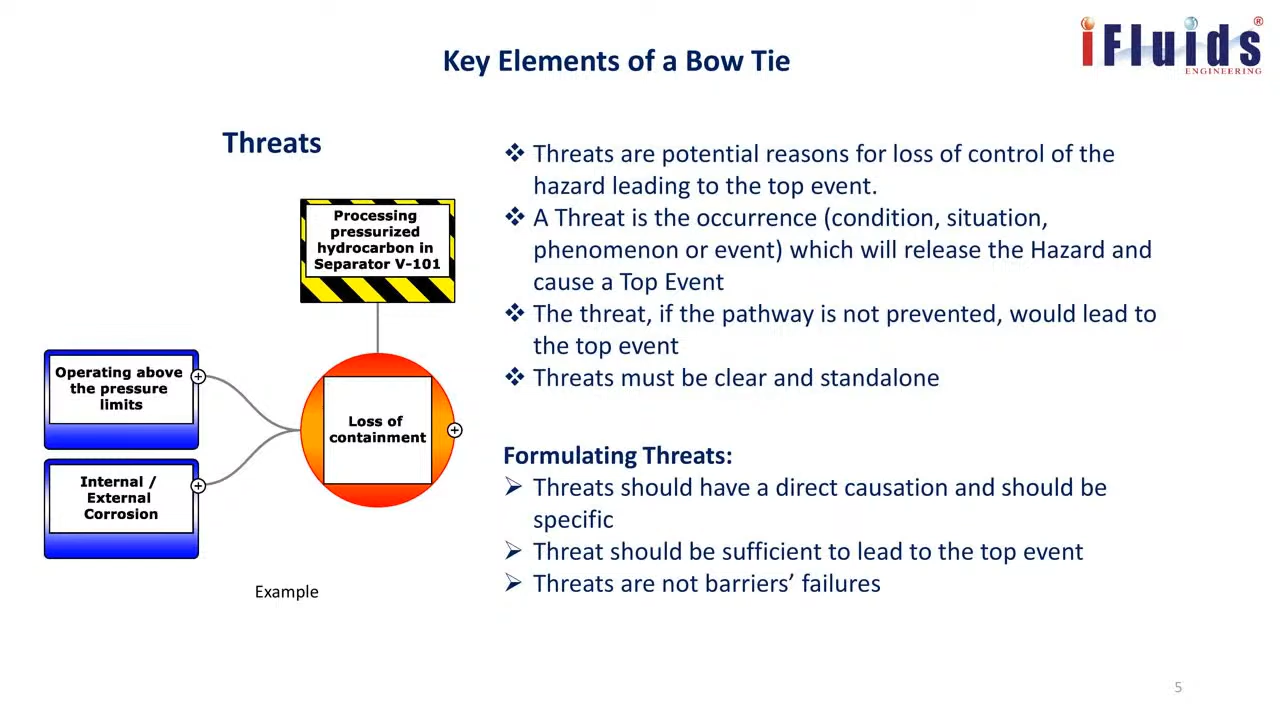 Key Elements of a Bow Tie
iFluids®
ENGINEERING
Threats
Processing
pressurized
hydrocarbon in
Separator V-101
Operating above
the pressure
limits
Loss of
containment
Internal /
External
Corrosion
Example
❖ Threats are potential reasons for loss of control of the
hazard leading to the top event.
❖ A Threat is the occurrence (condition, situation,
phenomenon or event) which will release the Hazard and
cause a Top Event
❖ The threat, if the pathway is not prevented, would lead to
the top event
❖ Threats must be clear and standalone
Formulating Threats:
➢ Threats should have a direct causation and should be
specific
➢ Threat should be sufficient to lead to the top event
➢ Threats are not barriers’ failures
5